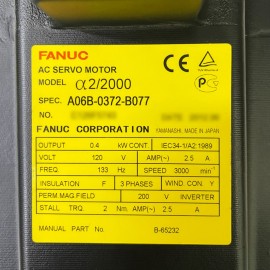 FANUC
AC SERVO MOTOR
MODEL α2/2000
SPEC. A06B-0372-B077
NO.
DATE
FANUC CORPORATION YAMANASHI, MADE IN JAPAN
OUTPUT 0.4 kW CONT IEC34-1/A2 1989
VOLT 120 V AMP(~) 2.5 A
FREQ 133 Hz SPEED 3000 min⁻¹
INSULATION F 3 PHASES WIND. CON. Y
PERM. MAG. FIELD 200 V INVERTER
STALL TRQ. 2 Nm. AMP(~) 2.5 A
MANUAL PART No. B-65232